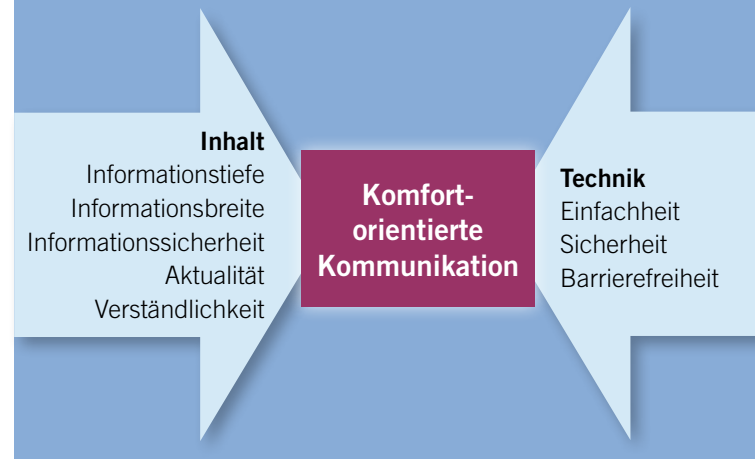 Inhalt
Informationstiefe
Informationsbreite
Informationssicherheit
Aktualität
Verständlichkeit
Komfort-
orientierte
Kommunikation
Technik
Einfachheit
Sicherheit
Barrierefreiheit